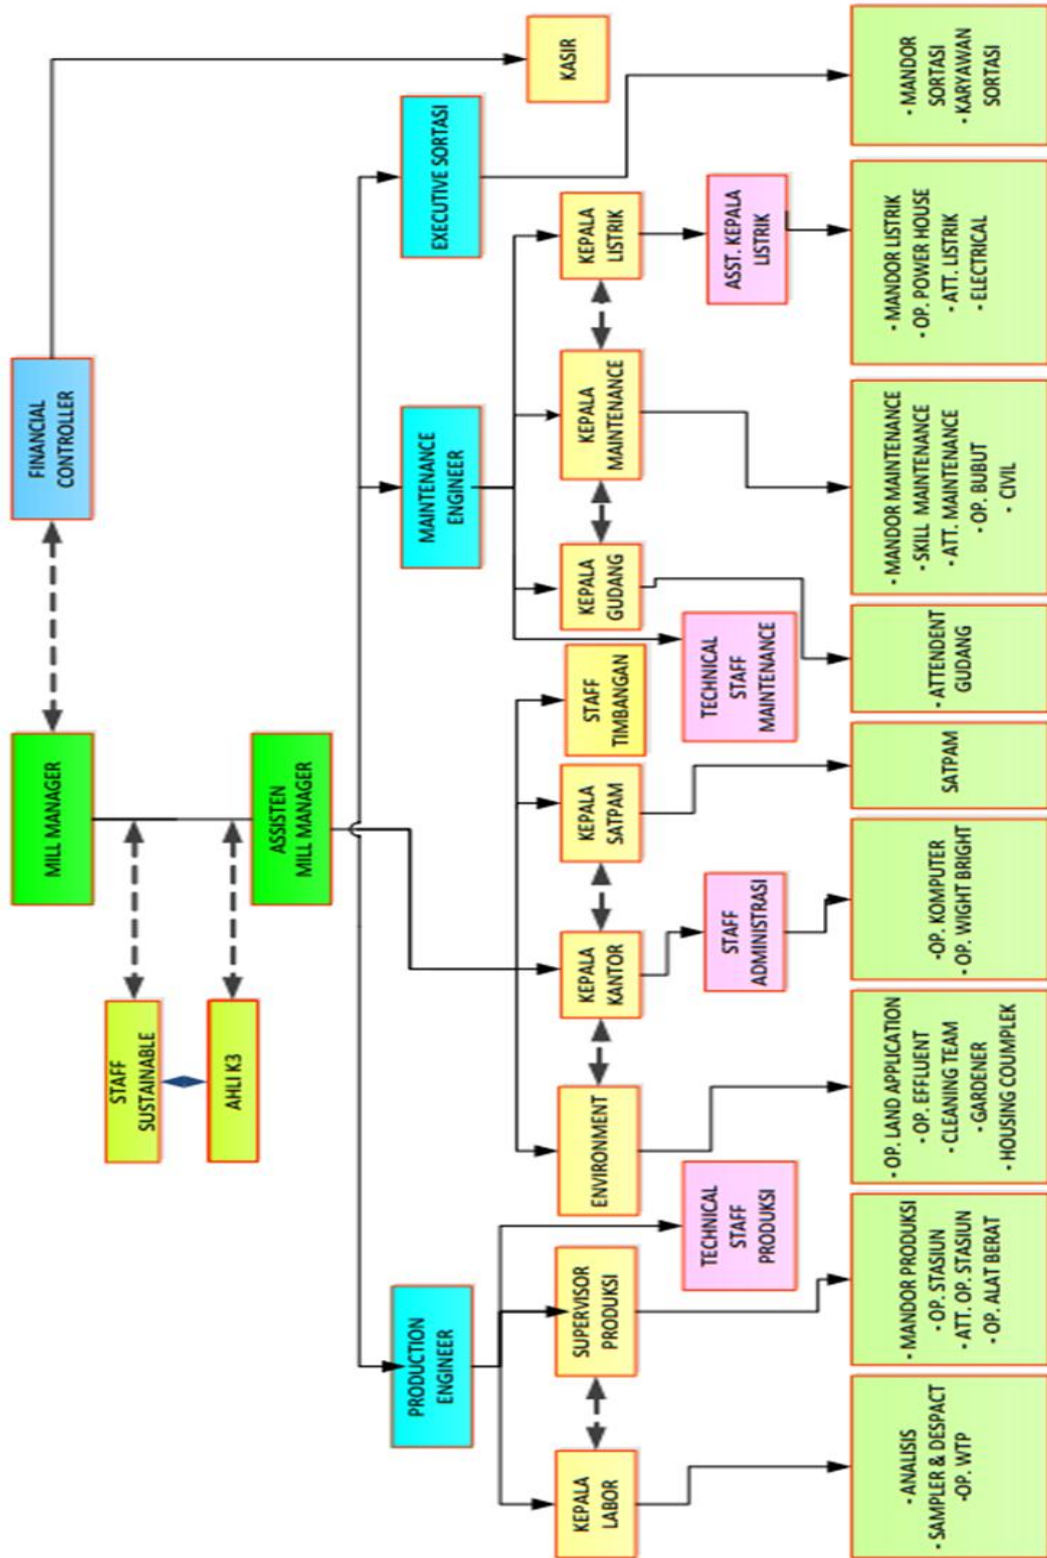 MILL MANAGER
FINANCIAL
CONTROLLER
STAFF
SUSTAINABLE
AHLI K3
ASSISTEN
MILL MANAGER
PRODUCTION
ENGINEER
MAINTENANCE
ENGINEER
EXECUTIVE SORTASI
KASIR
KEPALA
LABOR
SUPERVISOR
PRODUKSI
ENVIRONMENT
KEPALA
KANTOR
KEPALA
SATPAM
STAFF
TIMBANGAN
KEPALA
GUDANG
KEPALA
MAINTENANCE
KEPALA
LISTRIK
TECHNICAL
STAFF
PRODUKSI
STAFF
ADMINISTRASI
TECHNICAL
STAFF
MAINTENANCE
ASST. KEPALA
LISTRIK
• ANALISIS
• SAMPLER & DESPACT
-OP. WTP
• MANDOR PRODUKSI
• OP. STASIUN
• ATT. OP. STASIUN
• OP. ALAT BERAT
• OP. LAND APPLICATION
• OP. EFFLUENT
• CLEANING TEAM
• GARDENER
• HOUSING COUMPLEK
-OP. KOMPUTER
• OP. WIGHT BRIGHT
SATPAM
• ATTENDENT
GUDANG
• MANDOR MAINTENANCE
• SKILL MAINTENANCE
• ATT. MAINTENANCE
• OP. BUBUT
• CIVIL
• MANDOR LISTRIK
• OP. POWER HOUSE
• ATT. LISTRIK
• ELECTRICAL
• MANDOR
SORTASI
• KARYAWAN
SORTASI